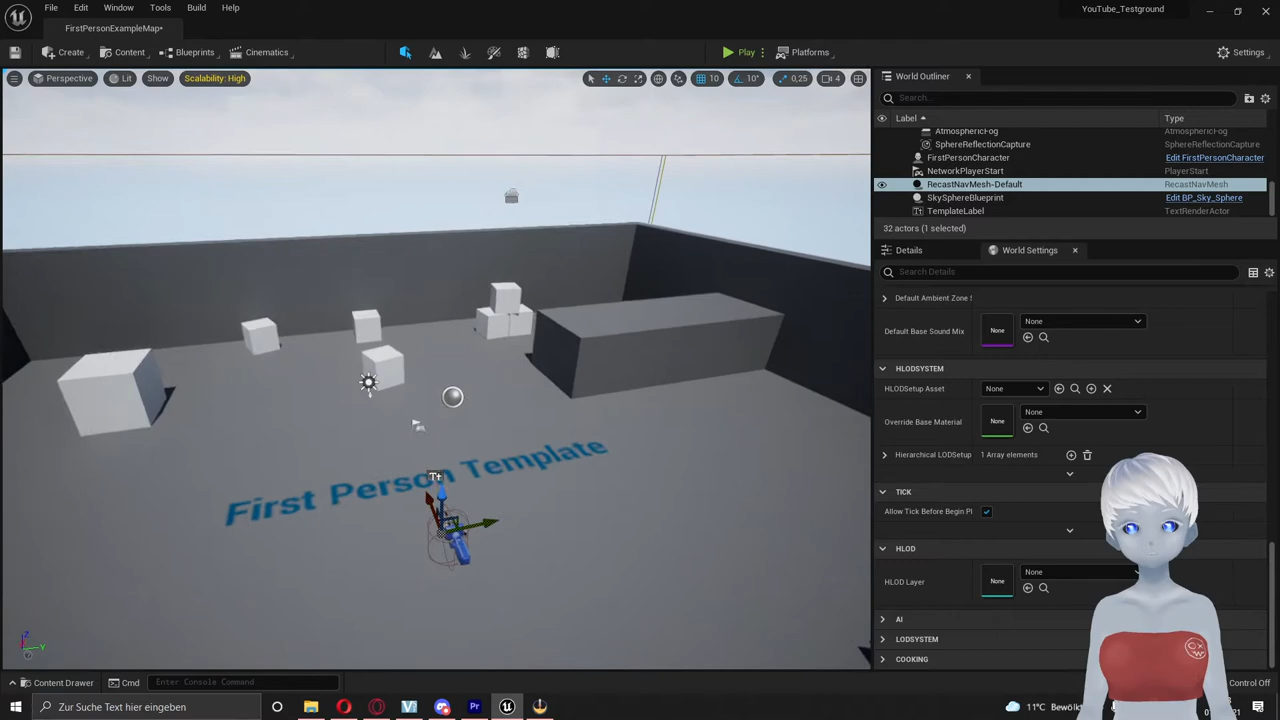 File Edit Window Tools Build Help
YouTube_Testground
FirstPersonExampleMap*
Create Content Blueprints Cinematics
Play Platforms Settings
Perspective Lit Show Scalability: High
10 10° 0,25 4
World Outliner
Search...
Label Type
AtmosphericFog AtmosphericFog
SphereReflectionCapture SphereReflectionCapture
FirstPersonCharacter Edit FirstPersonCharacter
NetworkPlayerStart PlayerStart
RecastNavMesh-Default RecastNavMesh
SkySphereBlueprint Edit BP_Sky_Sphere
TemplateLabel TextRenderActor
32 actors (1 selected)
Details World Settings
Search Details
Default Ambient Zone S
Default Base Sound Mix None None
HLODSYSTEM
HLODSetup Asset None
Override Base Material None None
Hierarchical LODSetup 1 Array elements
TICK
Allow Tick Before Begin Pl
HLOD
HLOD Layer None None
AI
LODSYSTEM
COOKING
First Person Template
Tt
Z
Y
Content Drawer Cmd Enter Console Command
Control Off
Zur Suche Text hier eingeben
11°C